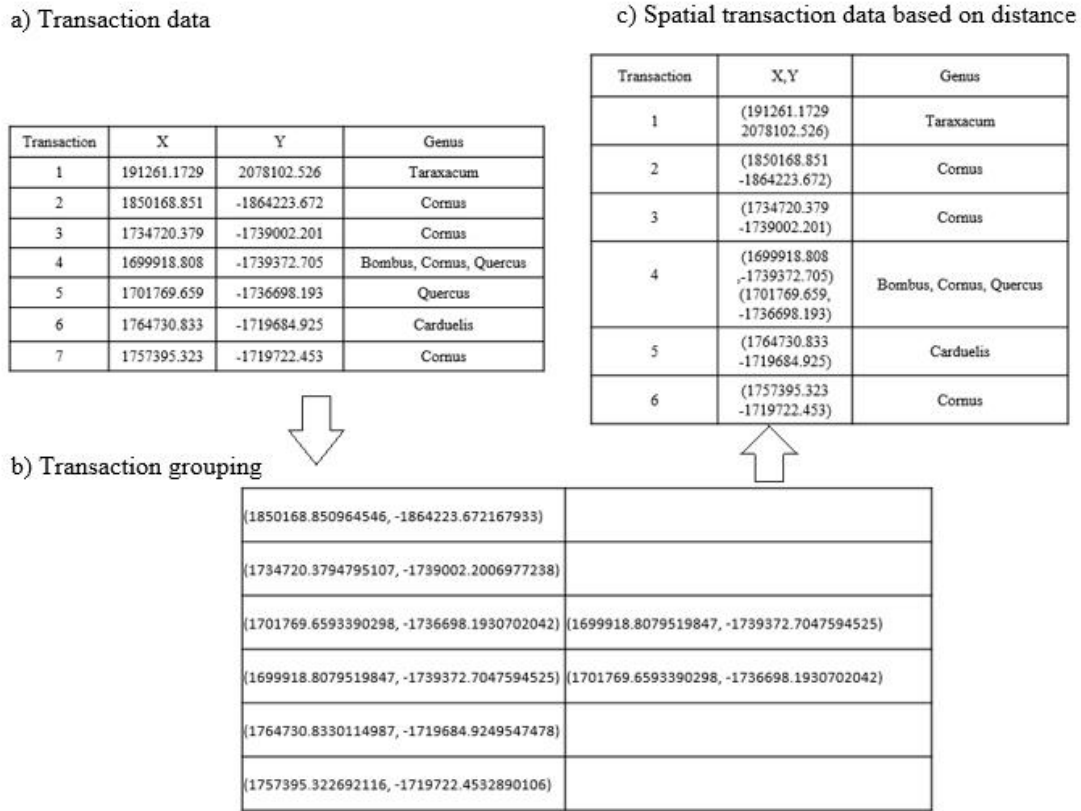 a) Transaction data
Transaction X Y Genus
1 191261.1729 2078102.526 Taraxacum
2 1850168.851 -1864223.672 Cornus
3 1734720.379 -1739002.201 Cornus
4 1699918.808 -1739372.705 Bombus, Cornus, Quercus
5 1701769.659 -1736698.193 Quercus
6 1764730.833 -1719684.925 Carduelis
7 1757395.323 -1719722.453 Cornus
b) Transaction grouping
(1850168.850964546, -1864223.672167933)
(1734720.3794795107, -1739002.2006977238)
(1701769.6593390298, -1736698.1930702042) (1699918.8079519847, -1739372.7047594525)
(1699918.8079519847, -1739372.7047594525) (1701769.6593390298, -1736698.1930702042)
(1764730.8330114987, -1719684.9249547478)
(1757395.322692116, -1719722.4532890106)
c) Spatial transaction data based on distance
Transaction X,Y Genus
1 (191261.1729
2078102.526) Taraxacum
2 (1850168.851
-1864223.672) Cornus
3 (1734720.379
-1739002.201) Cornus
4 (1699918.808
,-1739372.705)
(1701769.659,
-1736698.193) Bombus, Cornus, Quercus
5 (1764730.833
-1719684.925) Carduelis
6 (1757395.323
-1719722.453) Cornus